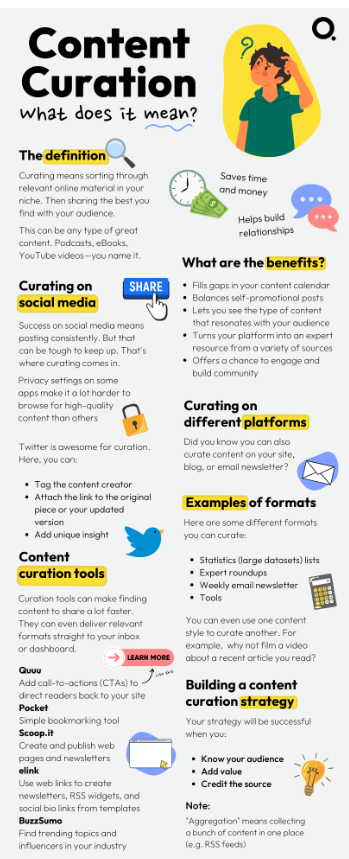 Content
Curation
What does it mean?
The definition
Curating means sorting through
relevant online material in your
niche. Then sharing the best you
find with your audience.
This can be any type of great
content. Podcasts, eBooks,
YouTube videos—you name it.
Curating on
social media
SHARE
Success on social media means
posting consistently. But that
can be tough to keep up. That's
where curating comes in.
Privacy settings on some
apps make it a lot harder to
browse for high-quality
content than others
Twitter is awesome for curation.
Here, you can:
• Tag the content creator
• Attach the link to the original
piece or your updated
version
• Add unique insight
Content
curation tools
Curation tools can make finding
content to share a lot faster.
They can even deliver relevant
formats straight to your inbox
or dashboard.
LEARN MORE
Like this
Quuu
Add call-to-actions (CTAs) to
direct readers back to your site
Pocket
Simple bookmarking tool
Scoop.it
Create and publish web
pages and newsletters
elink
Use web links to create
newsletters, RSS widgets, and
social bio links from templates
BuzzSumo
Find trending topics and
influencers in your industry
Saves time
and money
Helps build
relationships
What are the benefits?
• Fills gaps in your content calendar
• Balances self-promotional posts
• Lets you see the type of content
that resonates with your audience
• Turns your platform into an expert
resource from a variety of sources
• Offers a chance to engage and
build community
Curating on
different platforms
Did you know you can also
curate content on your site,
blog, or email newsletter?
Examples of formats
Here are some different formats
you can curate:
• Statistics (large datasets) lists
• Expert roundups
• Weekly email newsletter
• Tools
You can even use one content
style to curate another. For
example, why not film a video
about a recent article you read?
Building a content
curation strategy
Your strategy will be successful
when you:
• Know your audience
• Add value
• Credit the source
Note:
"Aggregation" means collecting
a bunch of content in one place
(e.g. RSS feeds)